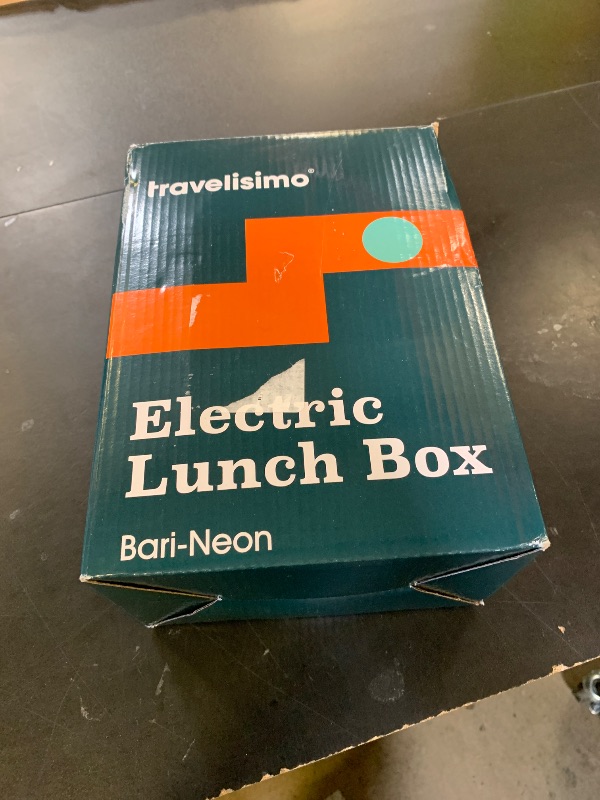 travelisimo®
Electric
Lunch Box
Bari-Neon